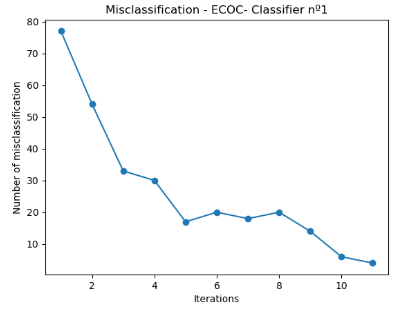 Misclassification - ECOC- Classifier nº1
Number of misclassification
80
70
60
50
40
30
20
10
2 4 6 8 10
Iterations